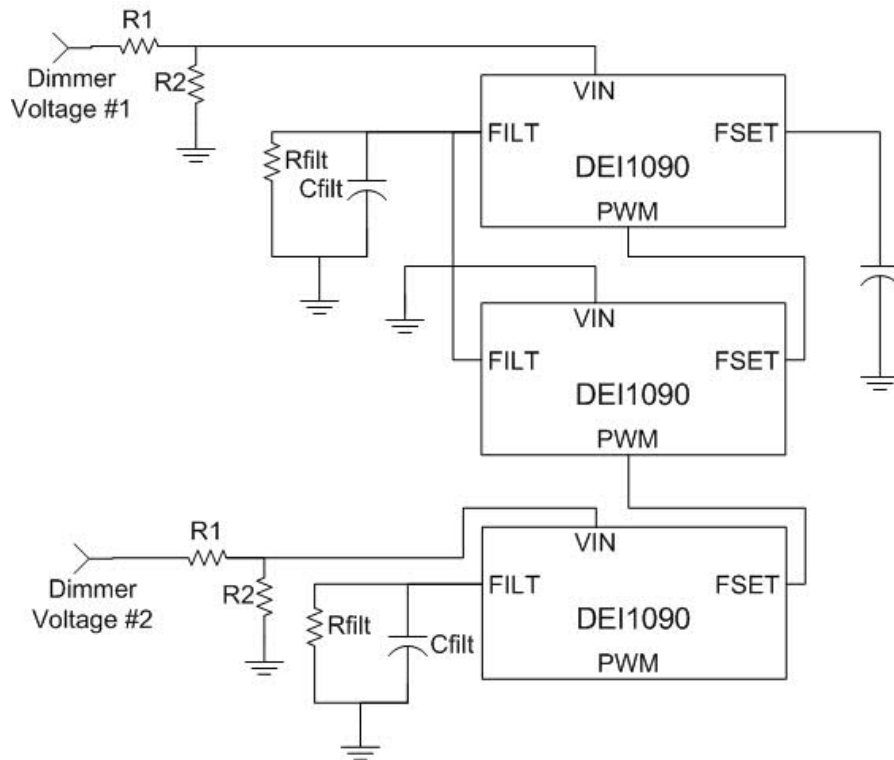 R1
Dimmer
Voltage #1
R2
VIN
FILT
FSET
DEI1090
PWM
Rfilt
Cfilt
VIN
FILT
FSET
DEI1090
PWM
R1
Dimmer
Voltage #2
R2
VIN
FILT
FSET
DEI1090
PWM
Rfilt
Cfilt